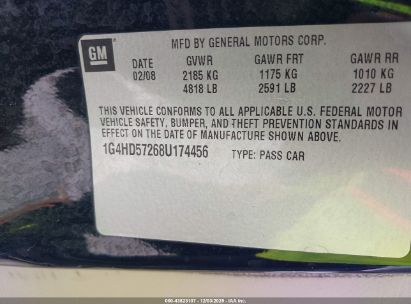 GM
MFD BY GENERAL MOTORS CORP.
DATE GVWR GAWR FRT GAWR RR
02/08 2185 KG 1175 KG 1010 KG
4818 LB 2591 LB 2227 LB
THIS VEHICLE CONFORMS TO ALL APPLICABLE U.S. FEDERAL MOTOR
VEHICLE SAFETY, BUMPER, AND THEFT PREVENTION STANDARDS IN
EFFECT ON THE DATE OF MANUFACTURE SHOWN ABOVE.
1G4HD57268U174456 TYPE: PASS CAR